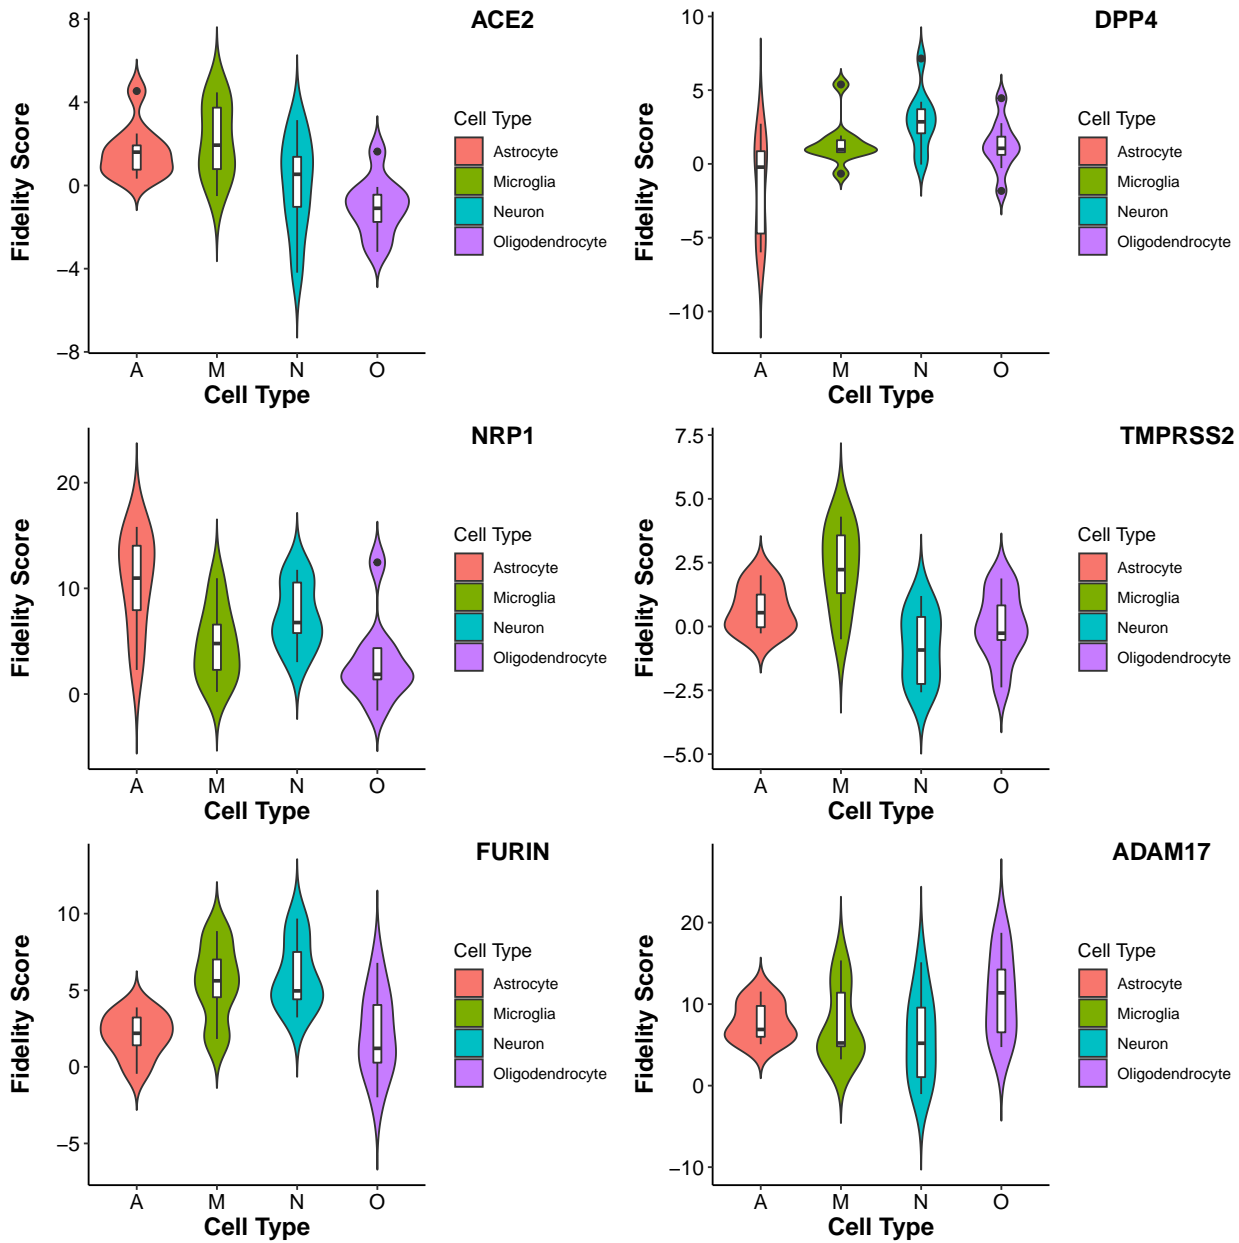 ACE2
Fidelity Score
8
4
0
−4
−8
A M N O
Cell Type
Cell Type
Astrocyte
Microglia
Neuron
Oligodendrocyte
DPP4
Fidelity Score
10
5
0
−5
−10
A M N O
Cell Type
Cell Type
Astrocyte
Microglia
Neuron
Oligodendrocyte
NRP1
Fidelity Score
20
10
0
A M N O
Cell Type
Cell Type
Astrocyte
Microglia
Neuron
Oligodendrocyte
TMPRSS2
Fidelity Score
7.5
5.0
2.5
0.0
−2.5
−5.0
A M N O
Cell Type
Cell Type
Astrocyte
Microglia
Neuron
Oligodendrocyte
FURIN
Fidelity Score
10
5
0
−5
A M N O
Cell Type
Cell Type
Astrocyte
Microglia
Neuron
Oligodendrocyte
ADAM17
Fidelity Score
20
10
0
−10
A M N O
Cell Type
Cell Type
Astrocyte
Microglia
Neuron
Oligodendrocyte